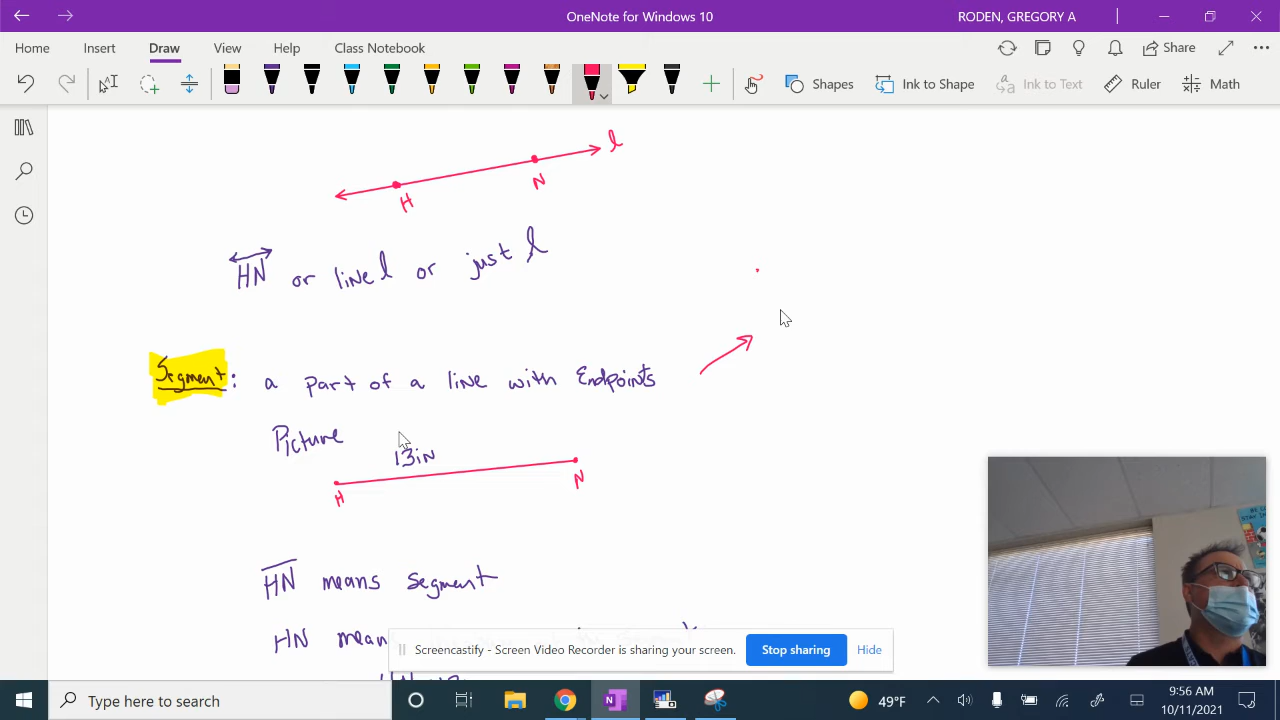 OneNote for Windows 10
RODEN, GREGORY A
Home Insert Draw View Help Class Notebook
Share
Shapes Ink to Shape Ink to Text Ruler Math
l
H N
HN or line l or just l
Segment: a part of a line with Endpoints
Picture
13in
H N
HN means segment
HN mean
Screencastify - Screen Video Recorder is sharing your screen. Stop sharing Hide
Type here to search
49°F
9:56 AM
10/11/2021